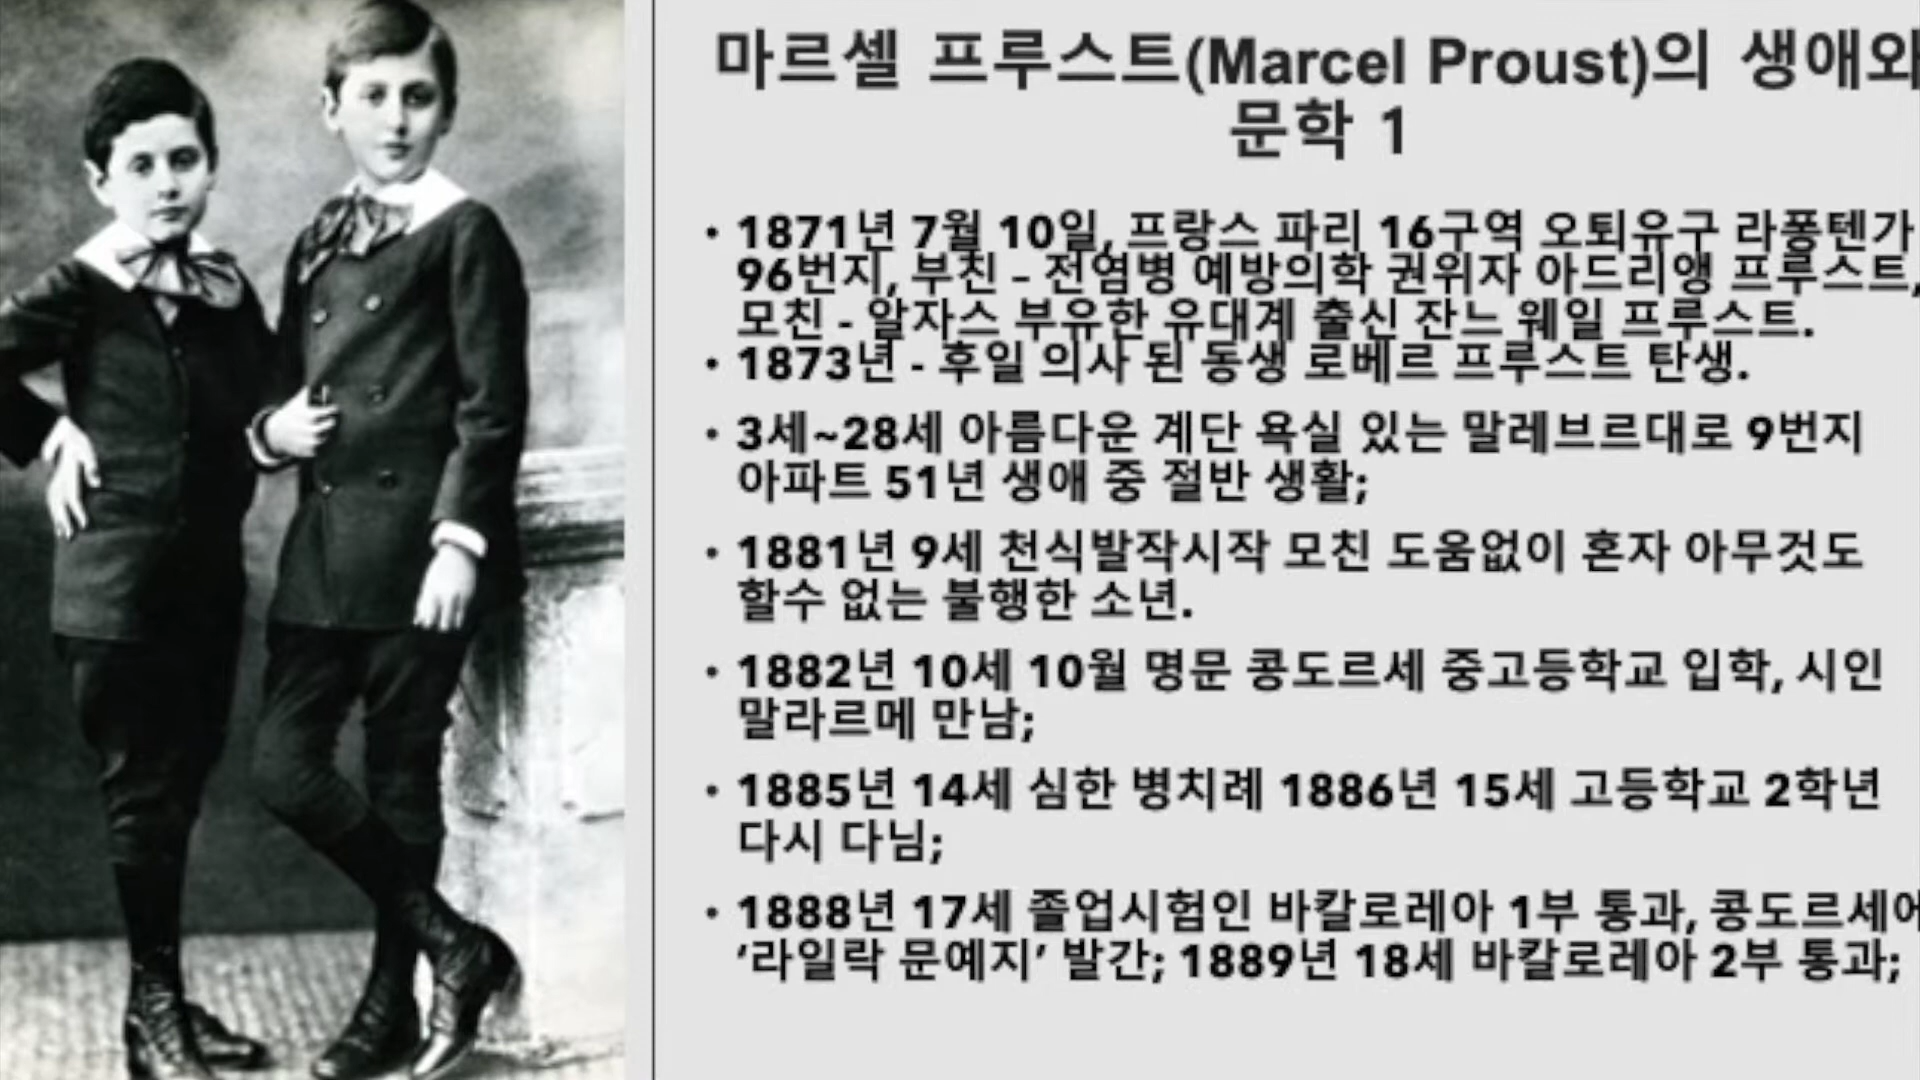 마르셀 프루스트(Marcel Proust)의 생애와
문학 1
• 1871년 7월 10일, 프랑스 파리 16구역 오퇴유구 라퐁텐가
96번지, 부친 - 전염병 예방의학 권위자 아드리앵 프루스트,
모친 - 알자스 부유한 유대계 출신 잔느 웨일 프루스트.
• 1873년 - 후일 의사 된 동생 로베르 프루스트 탄생.
• 3세~28세 아름다운 계단 욕실 있는 말레브르대로 9번지
아파트 51년 생애 중 절반 생활;
• 1881년 9세 천식발작시작 모친 도움없이 혼자 아무것도
할수 없는 불행한 소년.
• 1882년 10세 10월 명문 콩도르세 중고등학교 입학, 시인
말라르메 만남;
• 1885년 14세 심한 병치례 1886년 15세 고등학교 2학년
다시 다님;
• 1888년 17세 졸업시험인 바칼로레아 1부 통과, 콩도르세에
‘라일락 문예지’ 발간; 1889년 18세 바칼로레아 2부 통과;